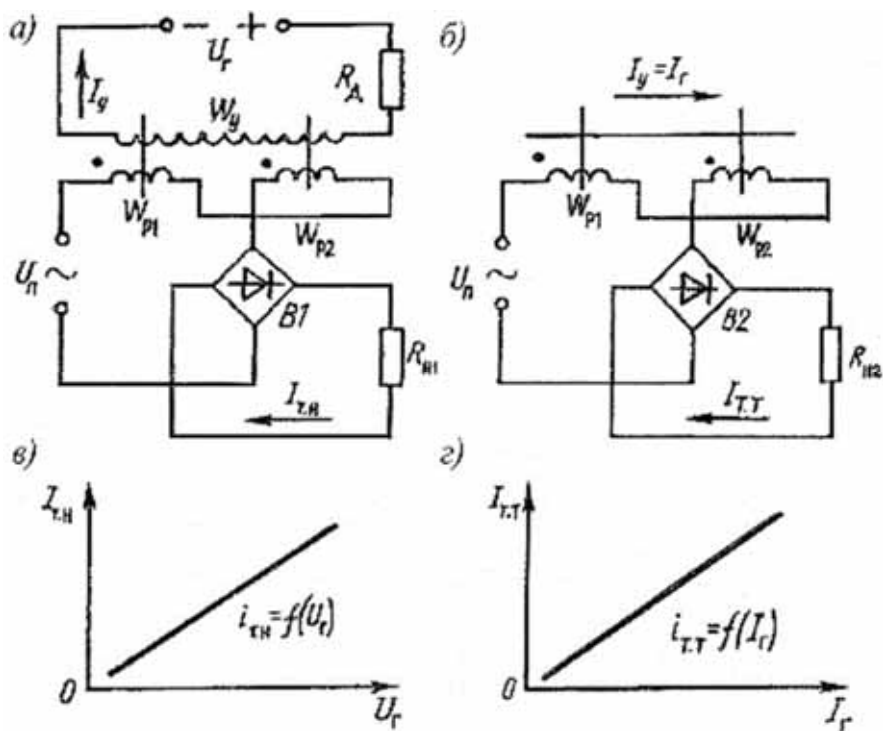 а)
– +
U_г
R_д
I_у
W_у
W_р1
W_р2
U_п ~
В1
R_н1
I_т.н
б)
I_у=I_г
W_р1
W_р2
U_п ~
В2
R_н2
I_т.т
в)
I_т.н
i_т.н=f(U_г)
0
U_г
г)
I_т.т
i_т.т=f(I_г)
0
I_г